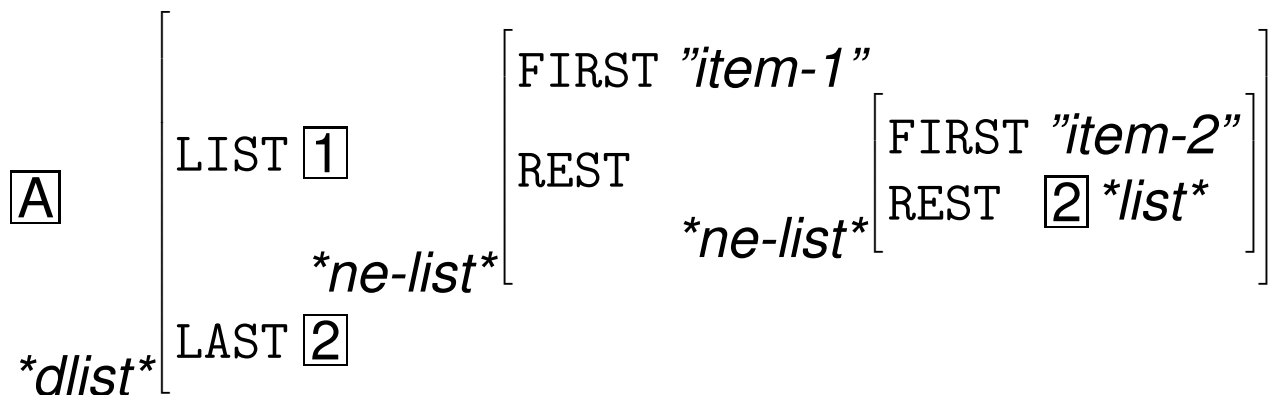 FIRST ”item-1”
FIRST ”item-2”
LIST 1
REST
A
REST 2 *list*
*ne-list*
*ne-list*
LAST 2
*dlist*